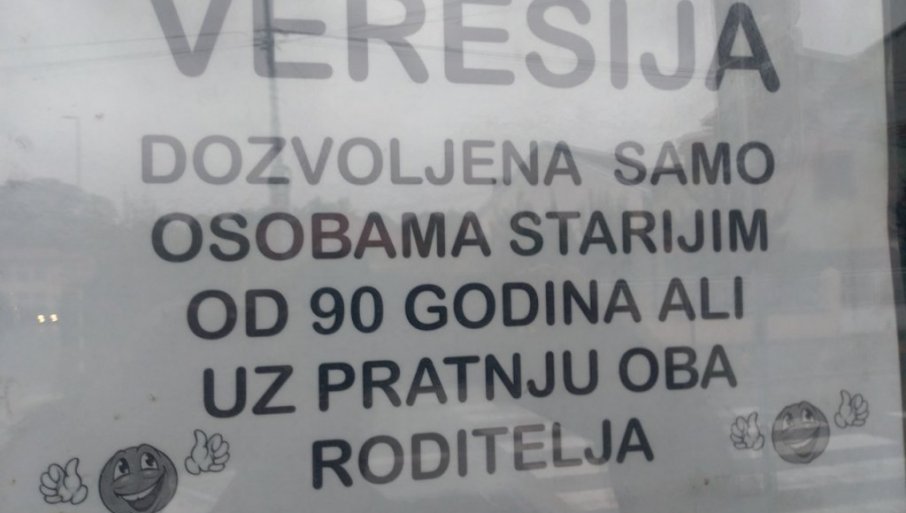 VERESIJA
DOZVOLJENA SAMO
OSOBAMA STARIJIM
OD 90 GODINA ALI
UZ PRATNJU OBA
RODITELJA